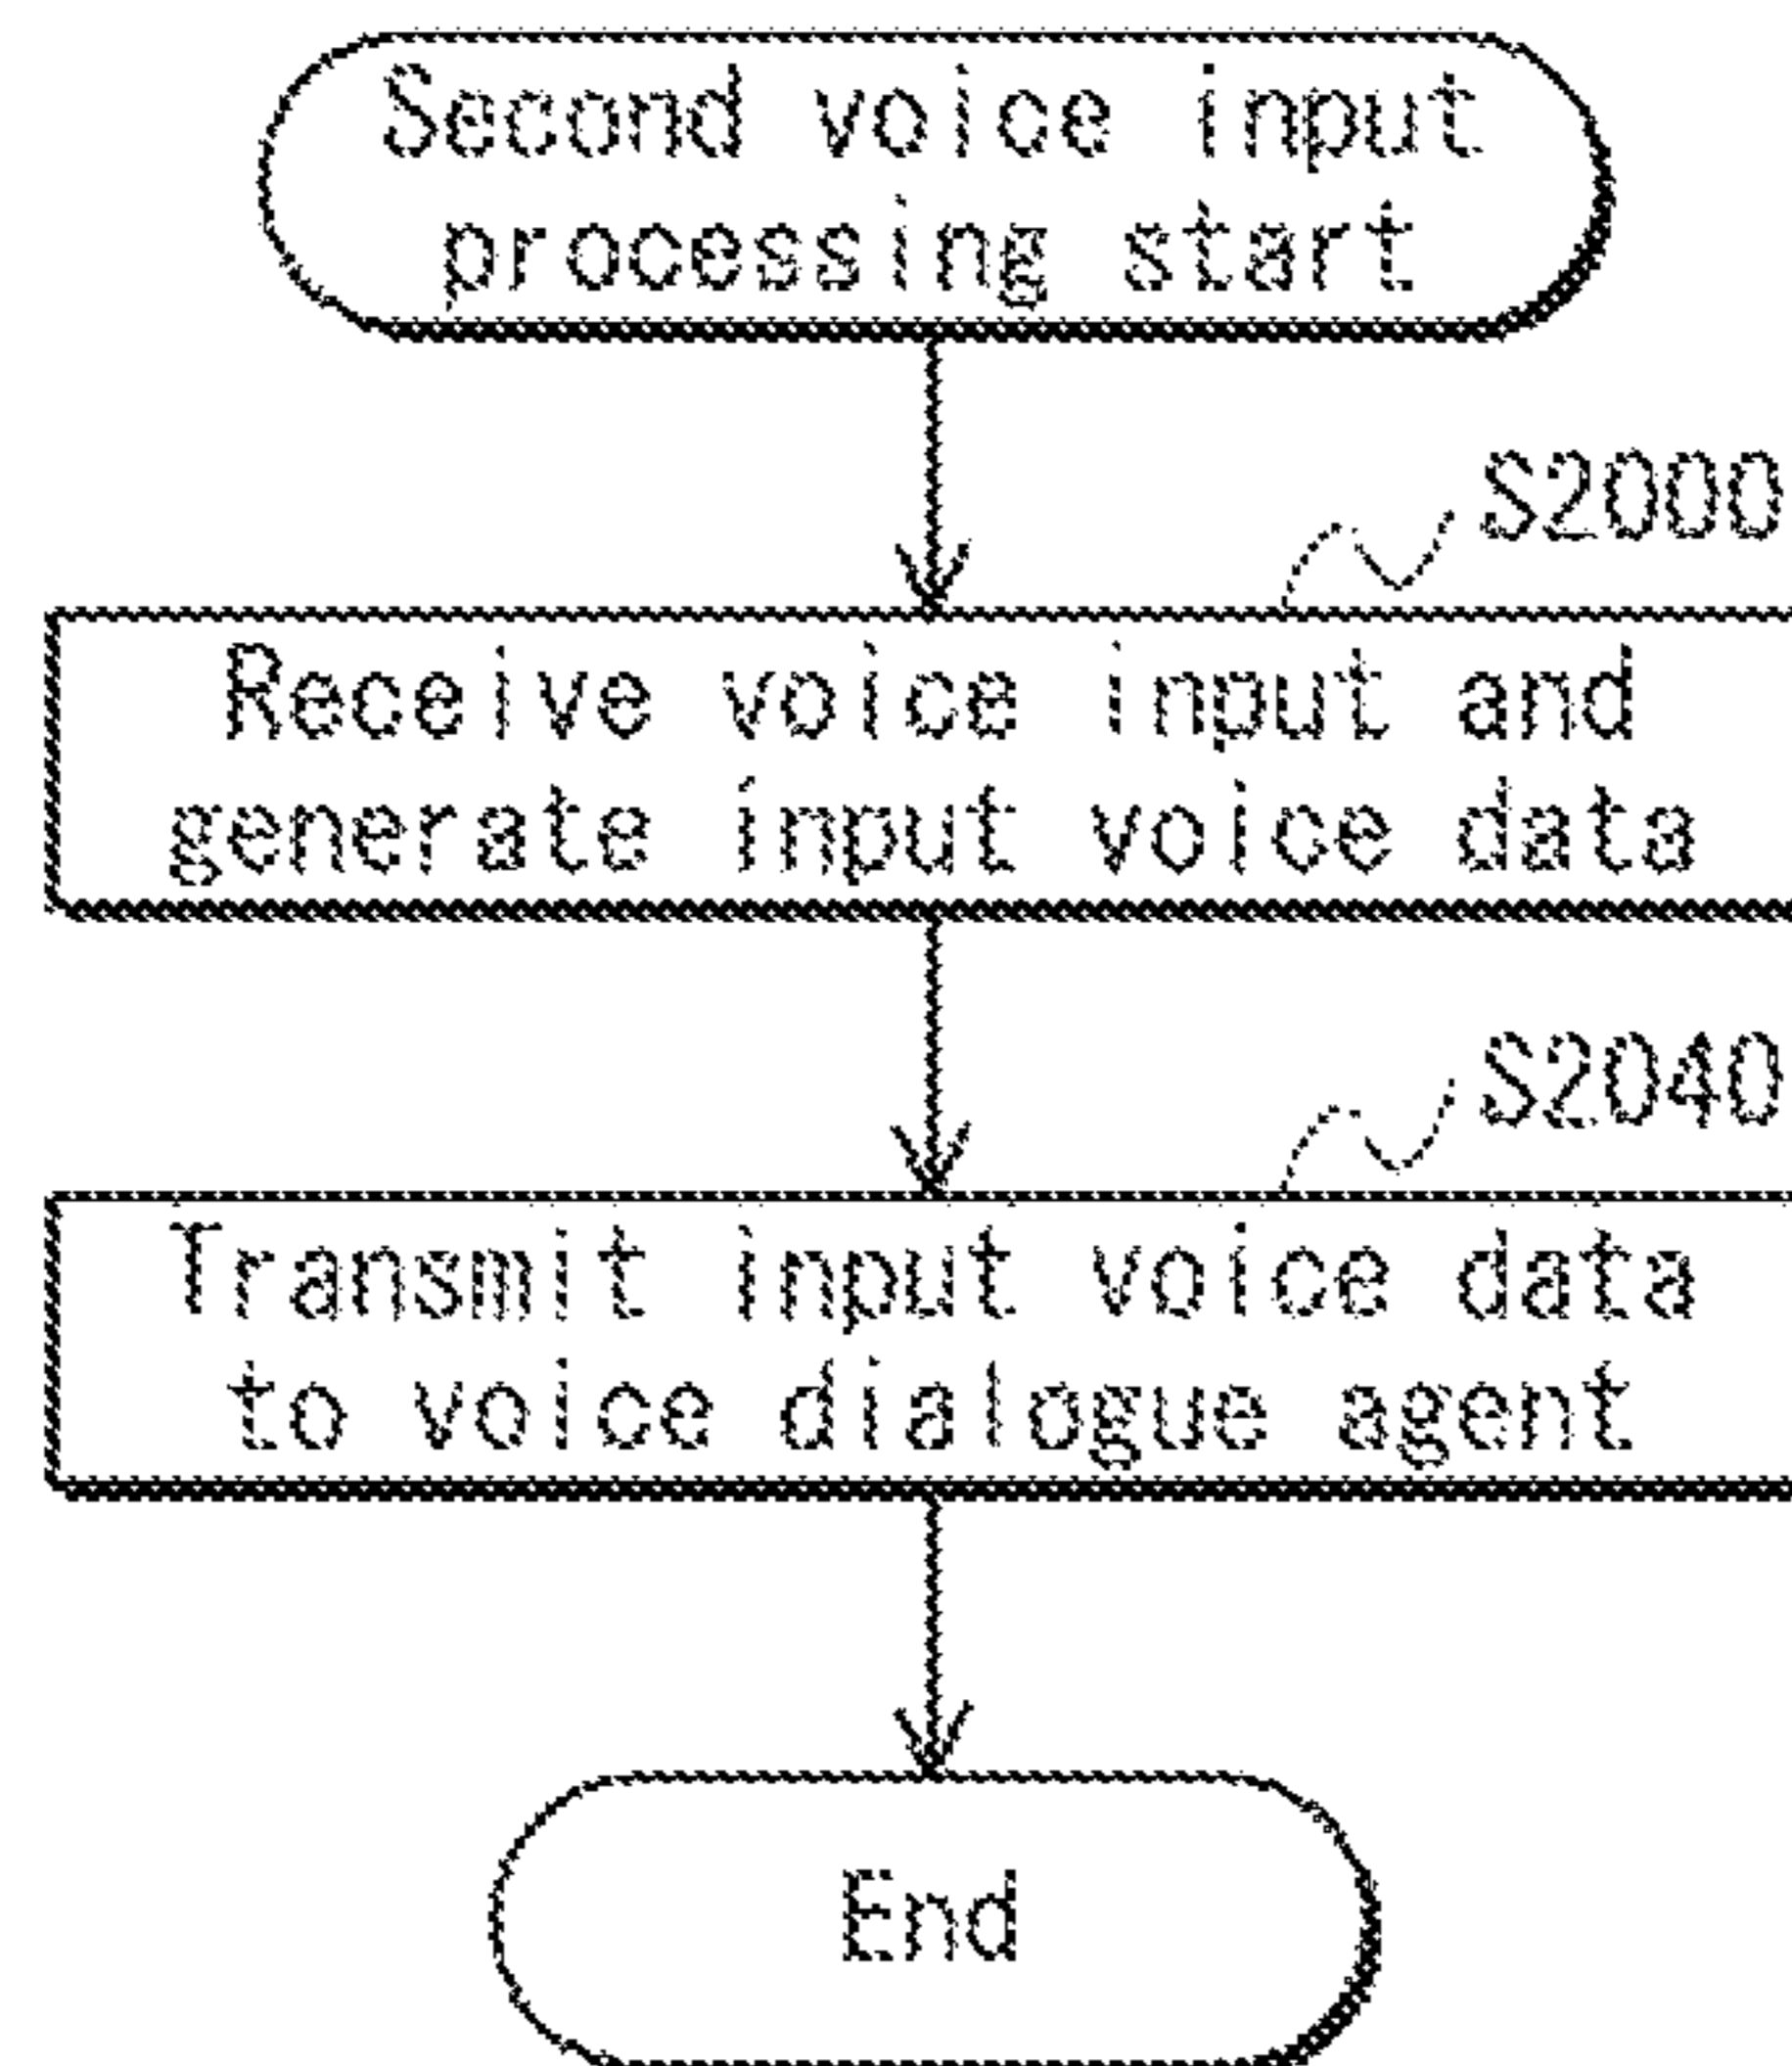 Second voice input
processing start
S2000
Receive voice input and
generate input voice data
S2040
Transmit input voice data
to voice dialogue agent
End